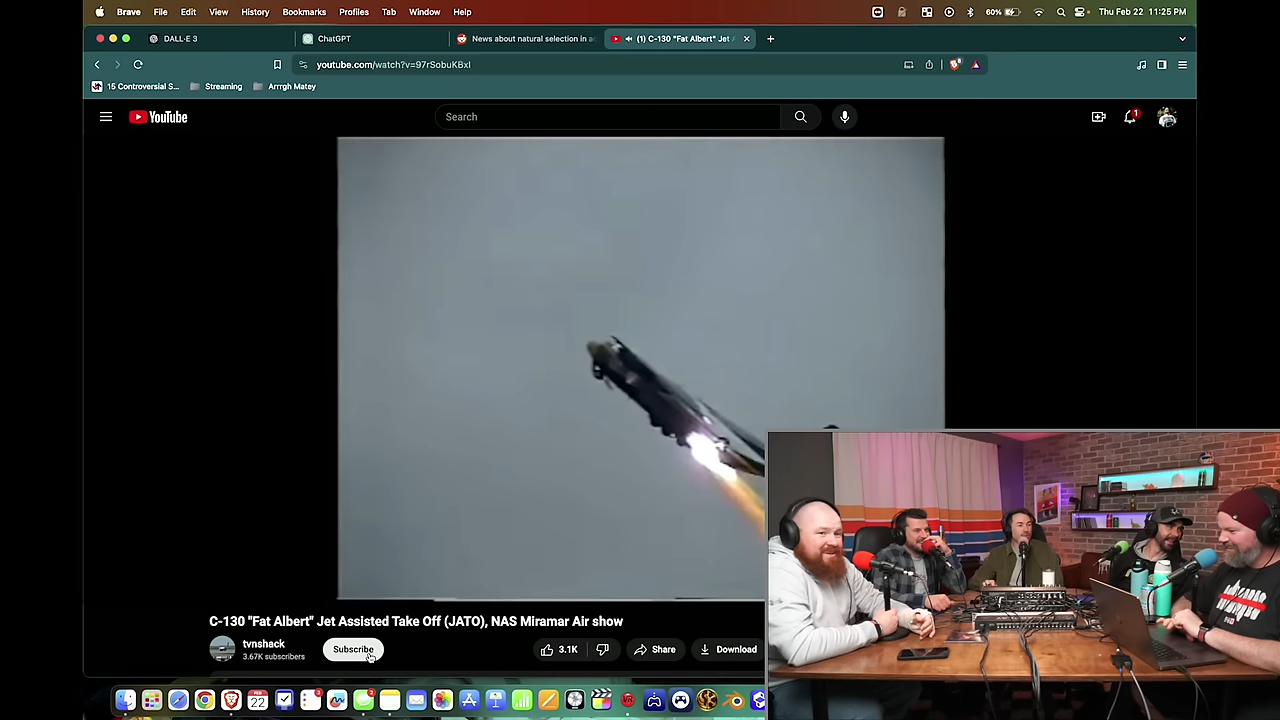 Brave File Edit View History Bookmarks Profiles Tab Window Help
60%
Thu Feb 22 11:25 PM
DALL·E 3
ChatGPT
News about natural selection in a
(1) C-130 "Fat Albert" Jet A
youtube.com/watch?v=97rSobuKBxI
15 Controversial S...
Streaming
Arrrgh Matey
YouTube
Search
1
C-130 "Fat Albert" Jet Assisted Take Off (JATO), NAS Miramar Air show
tvnshack
3.67K subscribers
Subscribe
3.1K
Share
Download
FEB
22